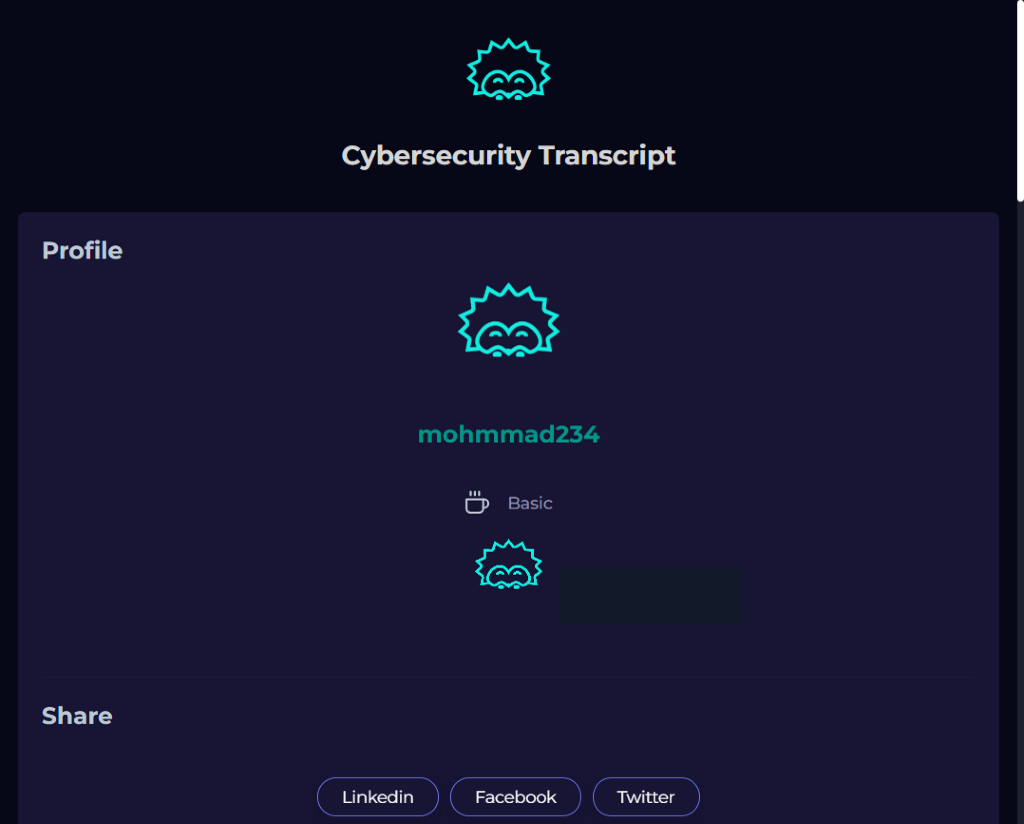 Cybersecurity Transcript
Profile
mohmmad234
Basic
Share
Linkedin Facebook Twitter